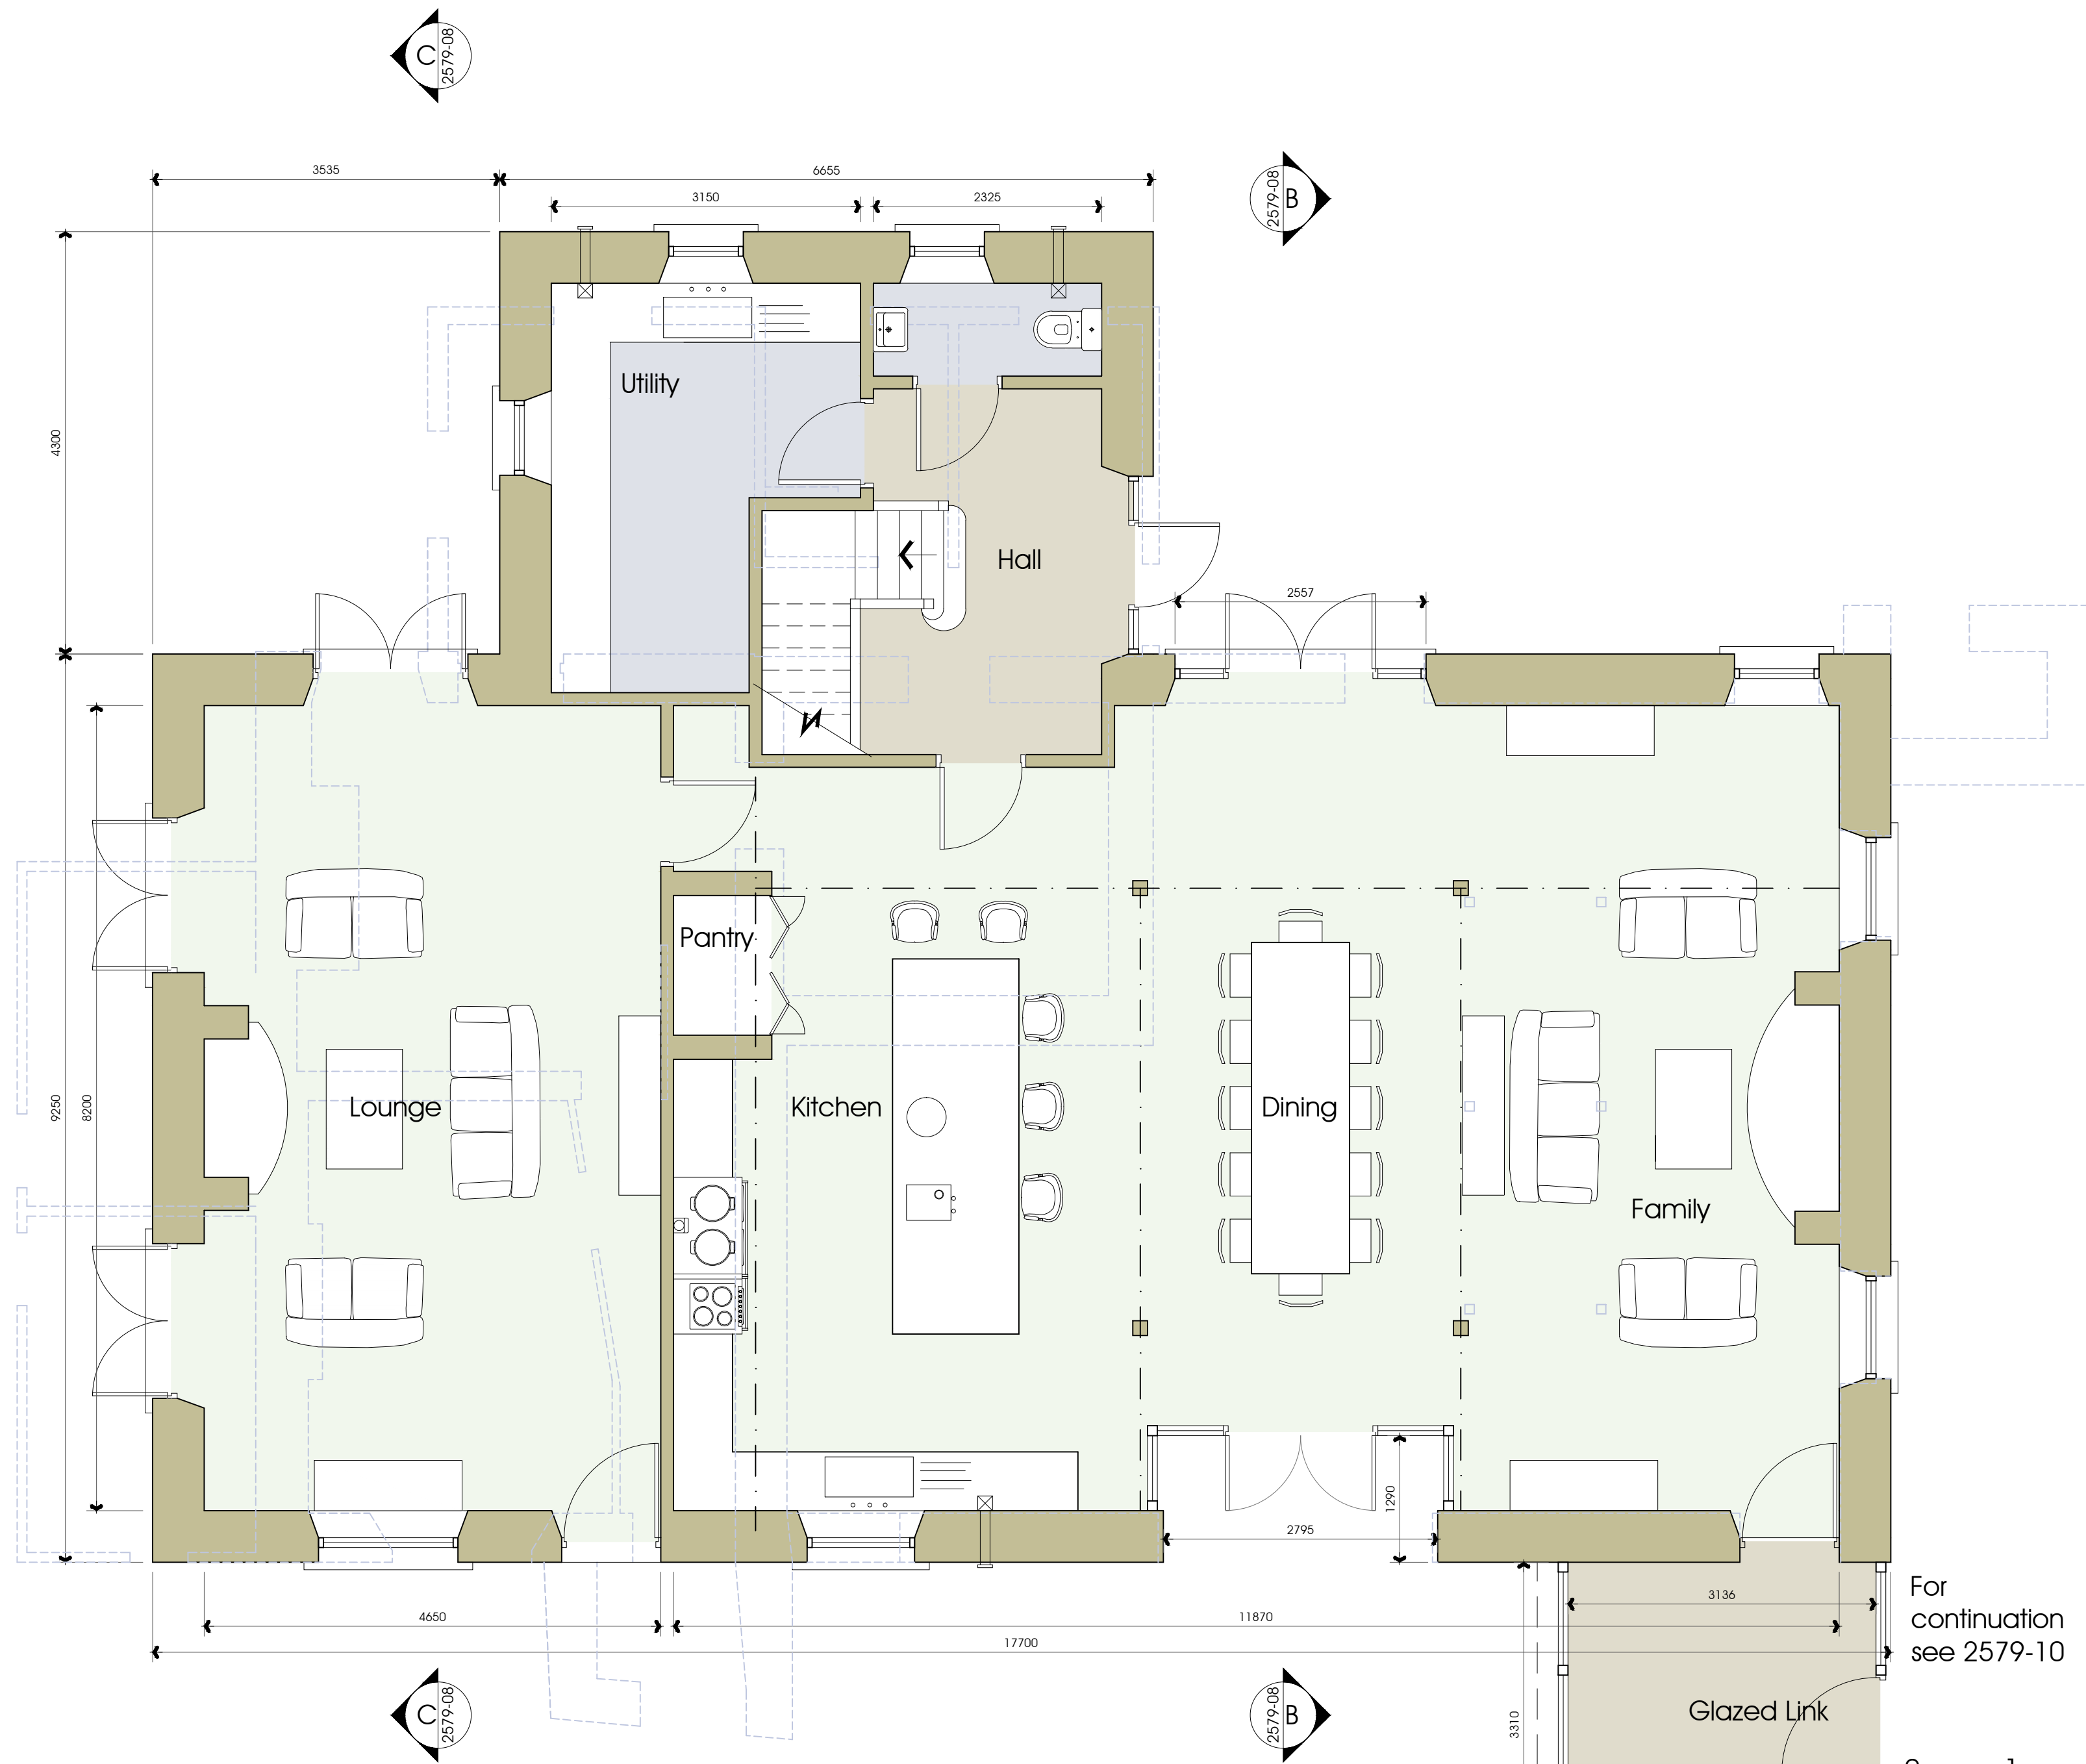 C
2579-08
2579-08
B
3535
6655
3150
2325
4300
Utility
Hall
2557
Pantry
9250
8200
Lounge
Kitchen
Dining
Family
1290
2795
4650
11870
17700
3136
For
continuation
see 2579-10
C
2579-08
2579-08
B
3310
Glazed Link